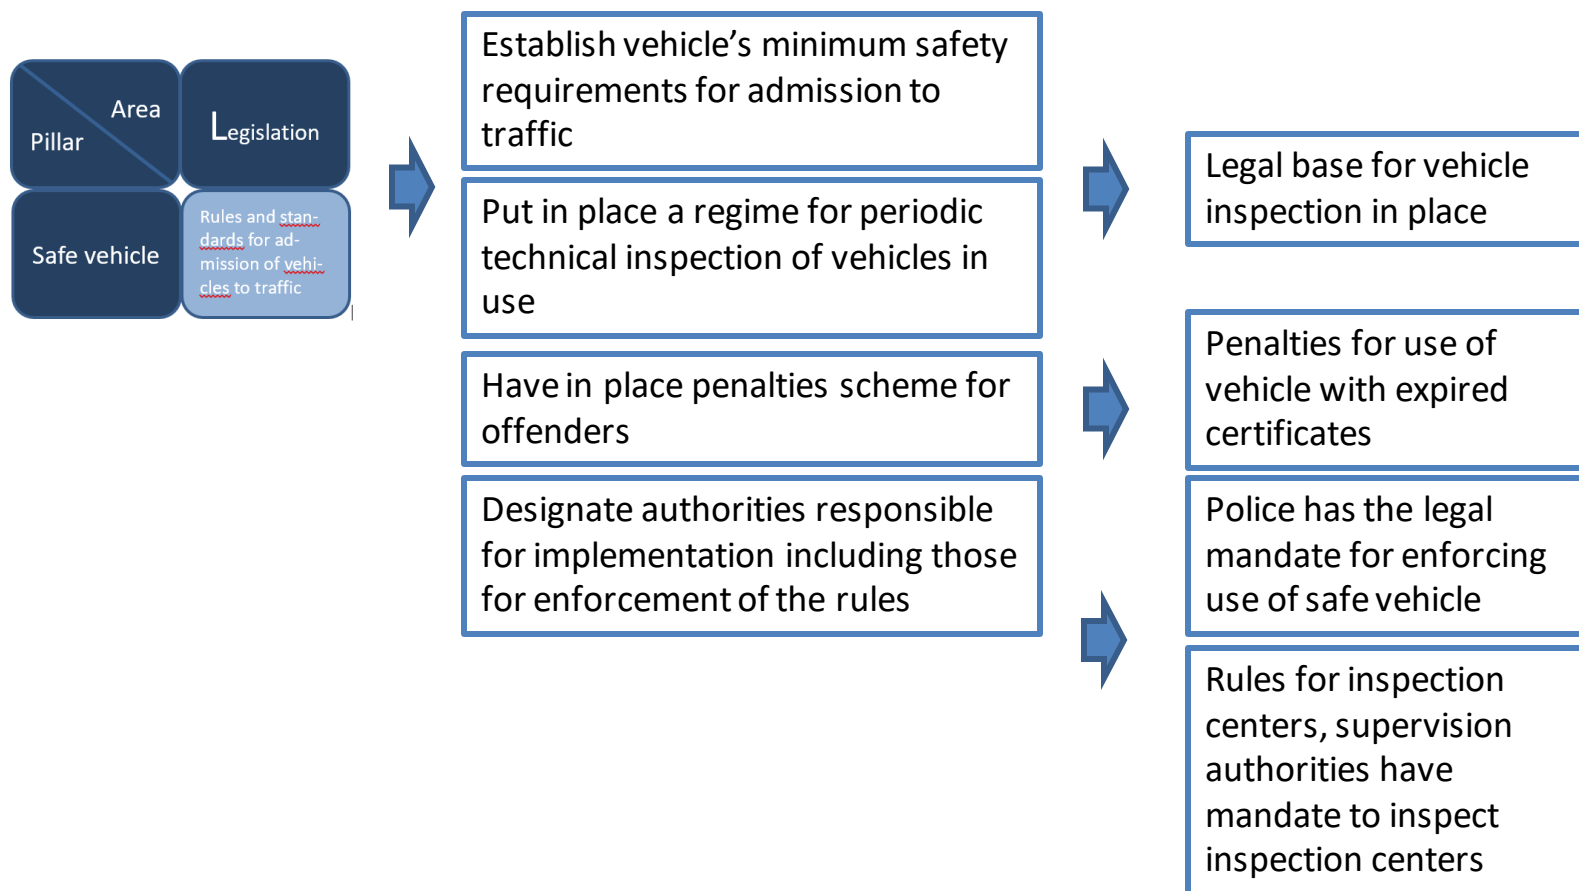 Area
Pillar
Legislation
Safe vehicle
Rules and stan-
dards for ad-
mission of vehi-
cles to traffic
Establish vehicle’s minimum safety
requirements for admission to
traffic
Put in place a regime for periodic
technical inspection of vehicles in
use
Have in place penalties scheme for
offenders
Designate authorities responsible
for implementation including those
for enforcement of the rules
Legal base for vehicle
inspection in place
Penalties for use of
vehicle with expired
certificates
Police has the legal
mandate for enforcing
use of safe vehicle
Rules for inspection
centers, supervision
authorities have
mandate to inspect
inspection centers